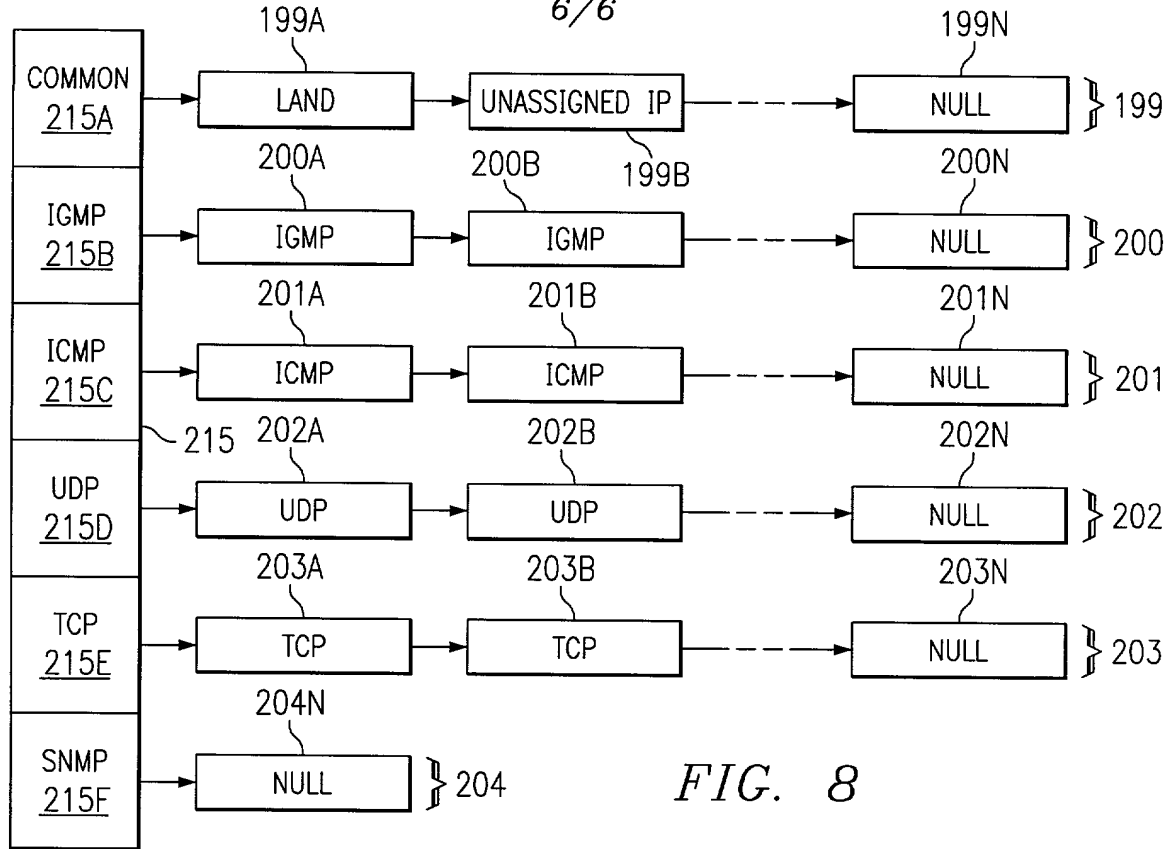 6/6
199A
199N
COMMON
215A
LAND
UNASSIGNED IP
NULL
199
199B
200A
200B
200N
IGMP
215B
IGMP
IGMP
NULL
200
201A
201B
201N
ICMP
215C
ICMP
ICMP
NULL
201
215
202A
202B
202N
UDP
215D
UDP
UDP
NULL
202
203A
203B
203N
TCP
215E
TCP
TCP
NULL
203
204N
SNMP
215F
NULL
204
FIG. 8